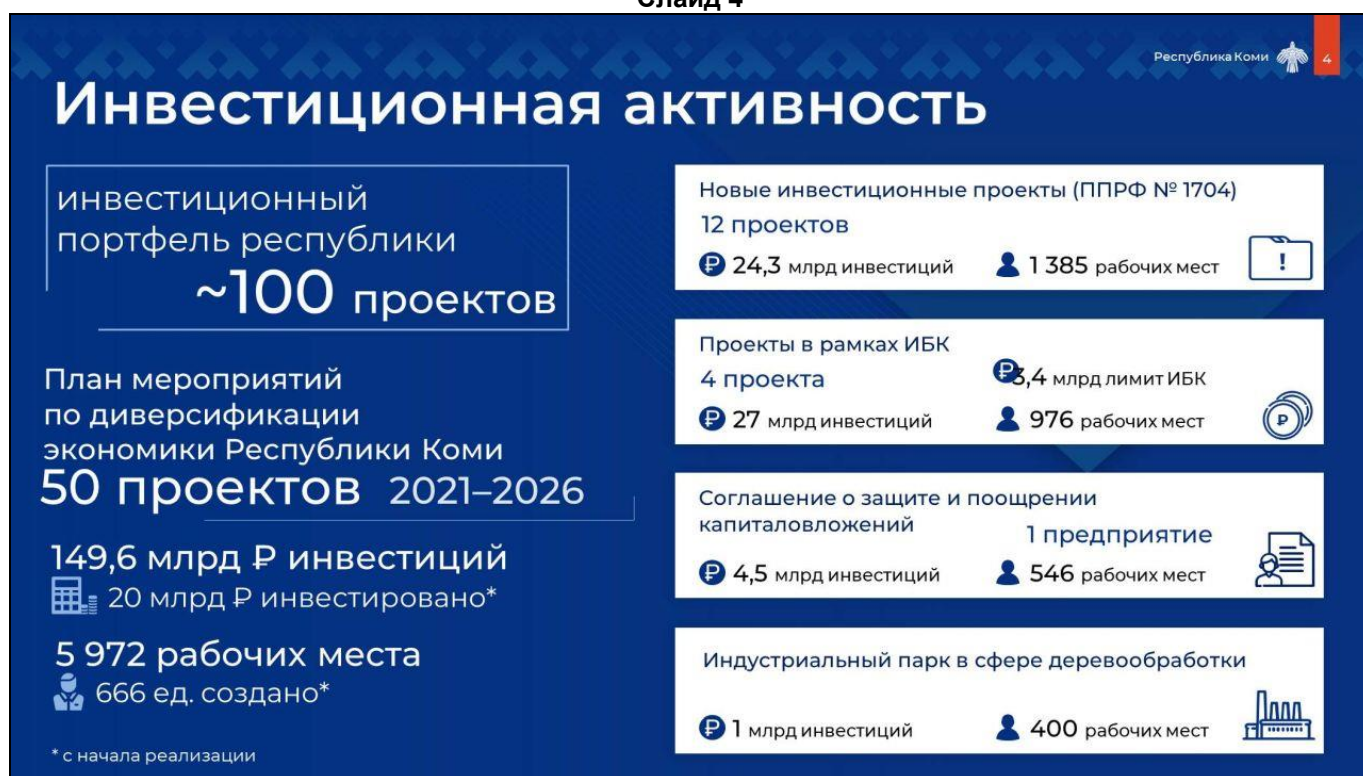 Слайд 4
Республика Коми
4
Инвестиционная активность
инвестиционный
портфель республики
~100 проектов
План мероприятий
по диверсификации
экономики Республики Коми
50 проектов 2021–2026
149,6 млрд ₽ инвестиций
20 млрд ₽ инвестировано*
5 972 рабочих места
666 ед. создано*
* с начала реализации
Новые инвестиционные проекты (ППРФ № 1704)
12 проектов
₽ 24,3 млрд инвестиций 1 385 рабочих мест
!
Проекты в рамках ИБК
4 проекта ₽ 3,4 млрд лимит ИБК
₽ 27 млрд инвестиций 976 рабочих мест
₽
Соглашение о защите и поощрении
капиталовложений 1 предприятие
₽ 4,5 млрд инвестиций 546 рабочих мест
Индустриальный парк в сфере деревообработки
₽ 1 млрд инвестиций 400 рабочих мест